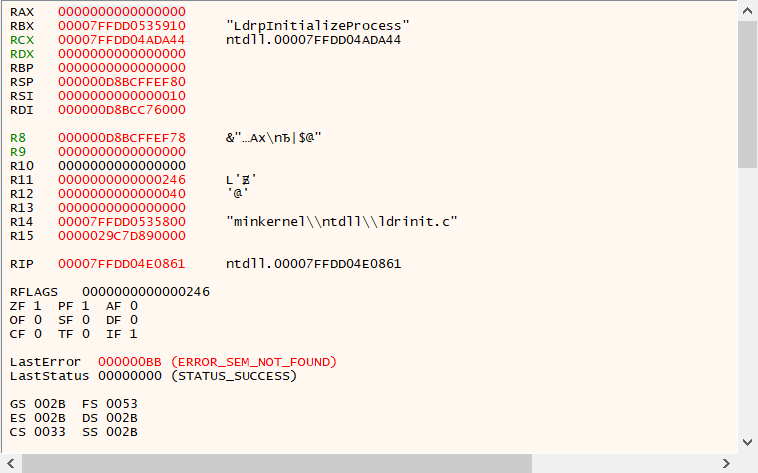 RAX 0000000000000000
RBX 00007FFDD0535910 "LdrpInitializeProcess"
RCX 00007FFDD04ADA44 ntdll.00007FFDD04ADA44
RDX 0000000000000000
RBP 0000000000000000
RSP 000000D8BCFFEF80
RSI 0000000000000010
RDI 000000D8BCC76000
R8 000000D8BCFFEF78 &"…Ax\nЂ|$@"
R9 0000000000000000
R10 0000000000000000
R11 0000000000000246 L'Ɇ'
R12 0000000000000040 '@'
R13 0000000000000000
R14 00007FFDD0535800 "minkernel\\ntdll\\ldrinit.c"
R15 0000029C7D890000
RIP 00007FFDD04E0861 ntdll.00007FFDD04E0861
RFLAGS 0000000000000246
ZF 1 PF 1 AF 0
OF 0 SF 0 DF 0
CF 0 TF 0 IF 1
LastError 000000BB (ERROR_SEM_NOT_FOUND)
LastStatus 00000000 (STATUS_SUCCESS)
GS 002B FS 0053
ES 002B DS 002B
CS 0033 SS 002B